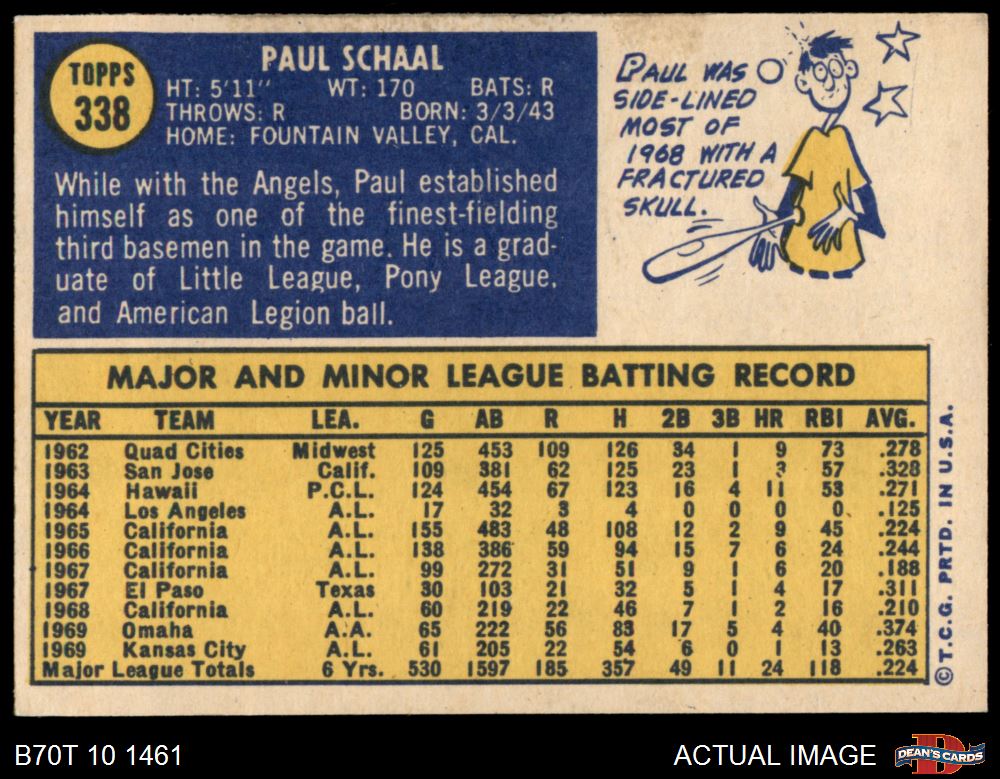 TOPPS
338
PAUL SCHAAL
HT: 5'11" WT: 170 BATS: R
THROWS: R BORN: 3/3/43
HOME: FOUNTAIN VALLEY, CAL.
While with the Angels, Paul established
himself as one of the finest-fielding
third basemen in the game. He is a grad-
uate of Little League, Pony League,
and American Legion ball.
PAUL WAS
SIDE-LINED
MOST OF
1968 WITH A
FRACTURED
SKULL.
MAJOR AND MINOR LEAGUE BATTING RECORD
YEAR TEAM LEA. G AB R H 2B 3B HR RBI AVG.
1962 Quad Cities Midwest 125 453 109 126 34 1 9 73 .278
1963 San Jose Calif. 109 381 62 125 23 1 3 57 .328
1964 Hawaii P.C.L. 124 454 67 123 16 4 11 53 .271
1964 Los Angeles A.L. 17 32 3 4 0 0 0 0 .125
1965 California A.L. 155 483 48 108 12 2 9 45 .224
1966 California A.L. 138 386 59 94 15 7 6 24 .244
1967 California A.L. 99 272 31 51 9 1 6 20 .188
1967 El Paso Texas 30 103 21 32 5 1 4 17 .311
1968 California A.L. 60 219 22 46 7 1 2 16 .210
1969 Omaha A.A. 65 222 56 83 17 5 4 40 .374
1969 Kansas City A.L. 61 205 22 54 6 0 1 13 .263
Major League Totals 6 Yrs. 530 1597 185 357 49 11 24 118 .224
© T.C.G. PRTD. IN U.S.A.
B70T 10 1461
ACTUAL IMAGE
DEAN'S CARDS